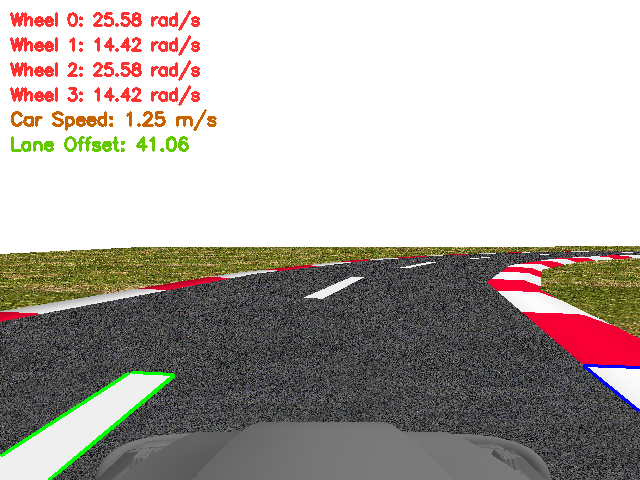 Wheel 0: 25.58 rad/s
Wheel 1: 14.42 rad/s
Wheel 2: 25.58 rad/s
Wheel 3: 14.42 rad/s
Car Speed: 1.25 m/s
Lane Offset: 41.06